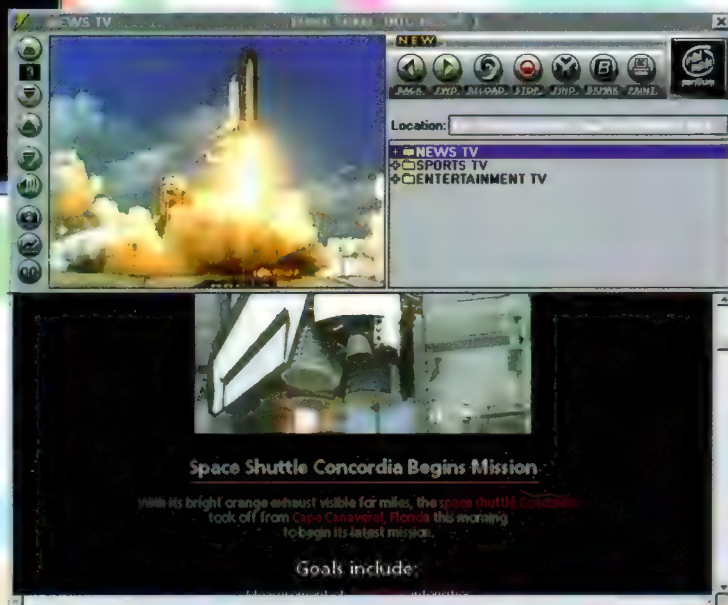 NEWS TV
NEW
BACK FWD RELOAD STOP FIND BKMRK PRINT
pentium
Location:
+ NEWS TV
+ SPORTS TV
+ ENTERTAINMENT TV
Space Shuttle Concordia Begins Mission
With its bright orange exhaust visible for miles, the space shuttle Concordia
took off from Cape Canaveral, Florida this morning
to begin its latest mission.
Goals include: